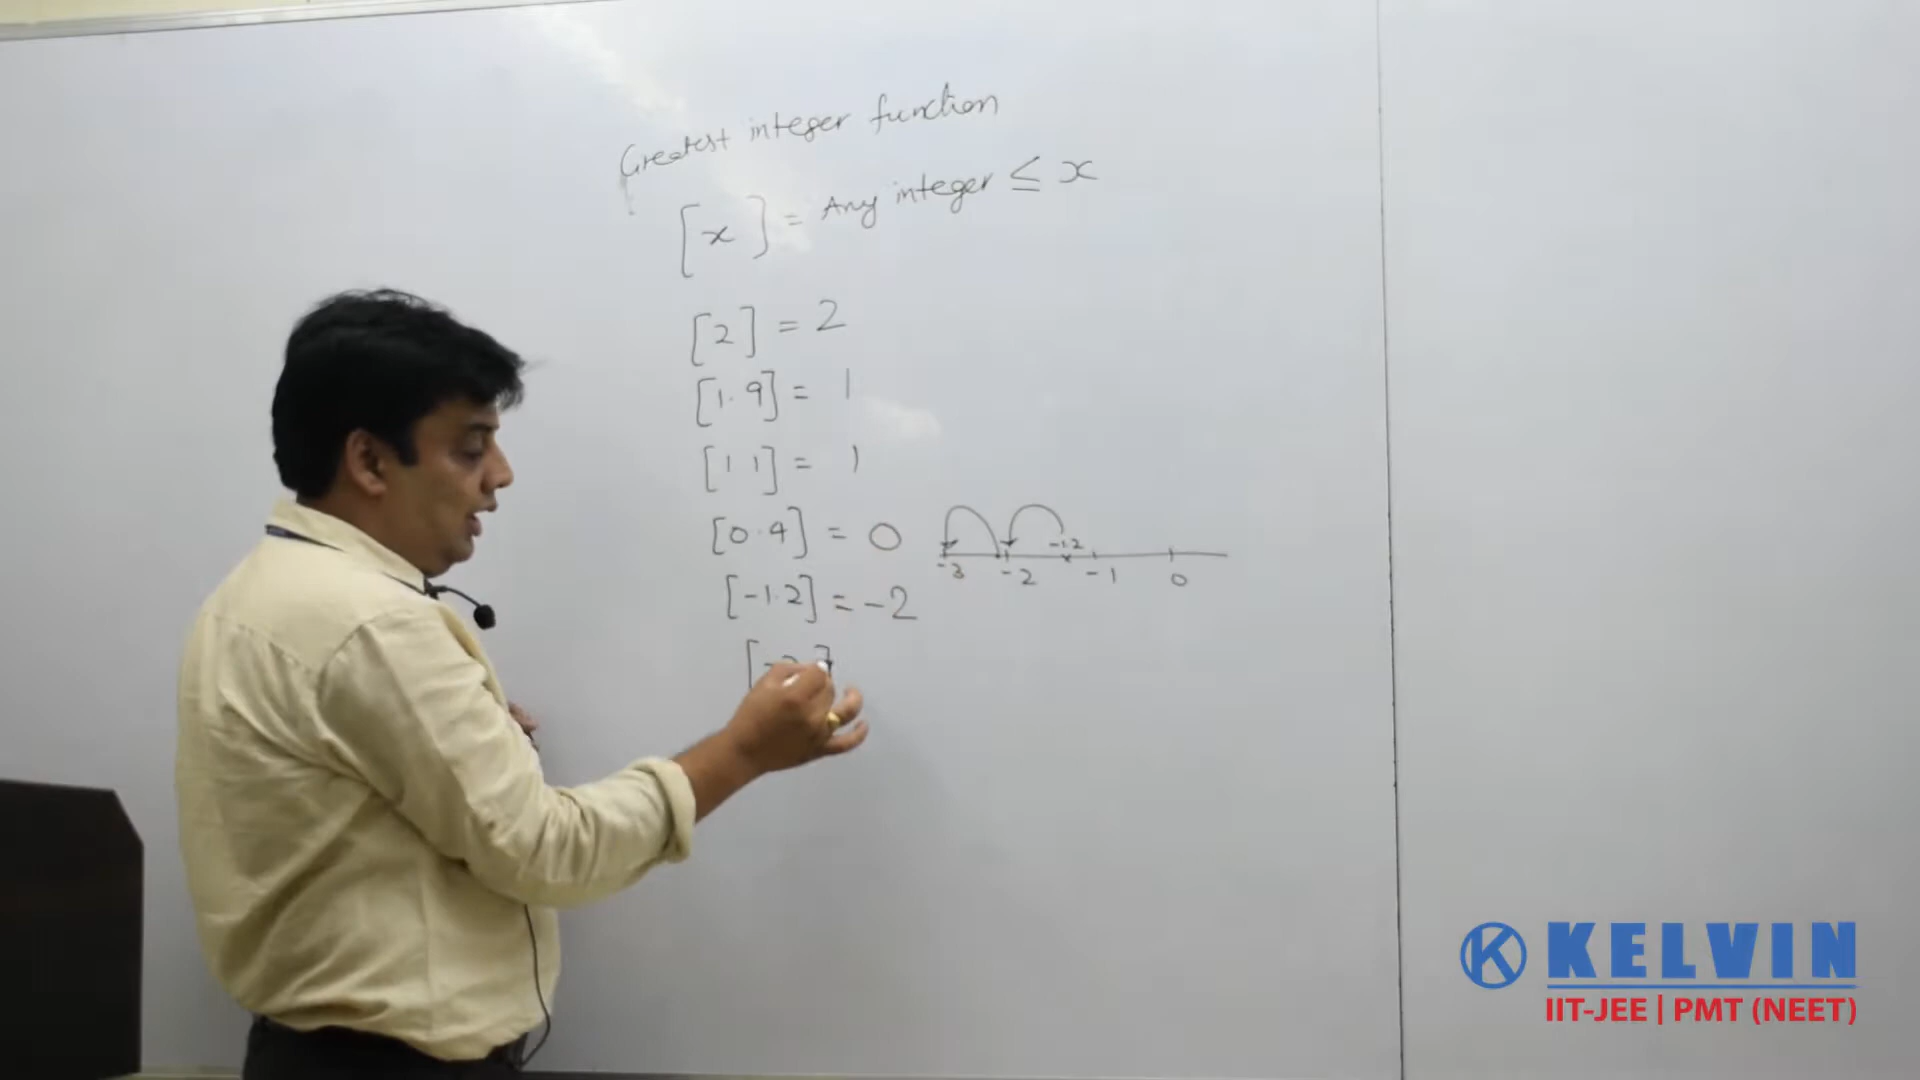 Greatest integer function
[x] = Any integer ≤ x
[2] = 2
[1.9] = 1
[1 1] = 1
[0.4] = 0
-1.2
-3 -2 -1 0
[-1.2] = -2
KELVIN
IIT-JEE | PMT (NEET)